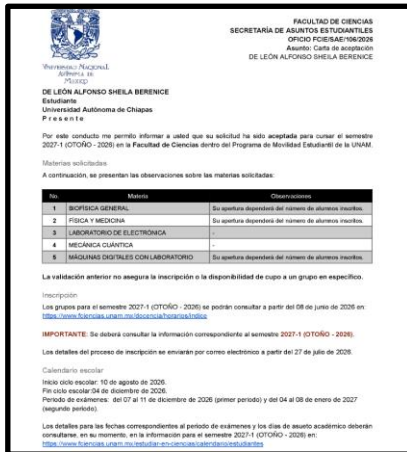 FACULTAD DE CIENCIAS
SECRETARÍA DE ASUNTOS ESTUDIANTILES
OFICIO FCIE/SAE/106/2026
Asunto: Carta de aceptación
DE LEÓN ALFONSO SHEILA BERENICE
UNIVERSIDAD NACIONAL
AUTÓNOMA DE
MÉXICO
DE LEÓN ALFONSO SHEILA BERENICE
Estudiante
Universidad Autónoma de Chiapas
P r e s e n t e
Por este conducto me permito informar a usted que su solicitud ha sido aceptada para cursar el semestre
2027-1 (OTOÑO - 2026) en la Facultad de Ciencias dentro del Programa de Movilidad Estudiantil de la UNAM.
Materias solicitadas
A continuación, se presentan las observaciones sobre las materias solicitadas:
No. Materia Observaciones
1 BIOFÍSICA GENERAL Su apertura dependerá del número de alumnos inscritos.
2 FÍSICA Y MEDICINA Su apertura dependerá del número de alumnos inscritos.
3 LABORATORIO DE ELECTRÓNICA -
4 MECÁNICA CUÁNTICA -
5 MÁQUINAS DIGITALES CON LABORATORIO Su apertura dependerá del número de alumnos inscritos.
La validación anterior no asegura la inscripción o la disponibilidad de cupo a un grupo en específico.
Inscripción
Los grupos para el semestre 2027-1 (OTOÑO - 2026) se podrán consultar a partir del 08 de junio de 2026 en:
https://www.fciencias.unam.mx/docencia/horarios/indice
IMPORTANTE: Se deberá consultar la información correspondiente al semestre 2027-1 (OTOÑO - 2026).
Los detalles del proceso de inscripción se enviarán por correo electrónico a partir del 27 de julio de 2026.
Calendario escolar
Inicio ciclo escolar: 10 de agosto de 2026.
Fin ciclo escolar:04 de diciembre de 2026.
Periodo de exámenes: del 07 al 11 de diciembre de 2026 (primer periodo) y del 04 al 08 de enero de 2027
(segundo periodo).
Los detalles para las fechas correspondientes al periodo de exámenes y los días de asueto académico deberán
consultarse, en su momento, en la información para el semestre 2027-1 (OTOÑO - 2026) en:
https://www.fciencias.unam.mx/estudiar-en-ciencias/calendario/estudiantes